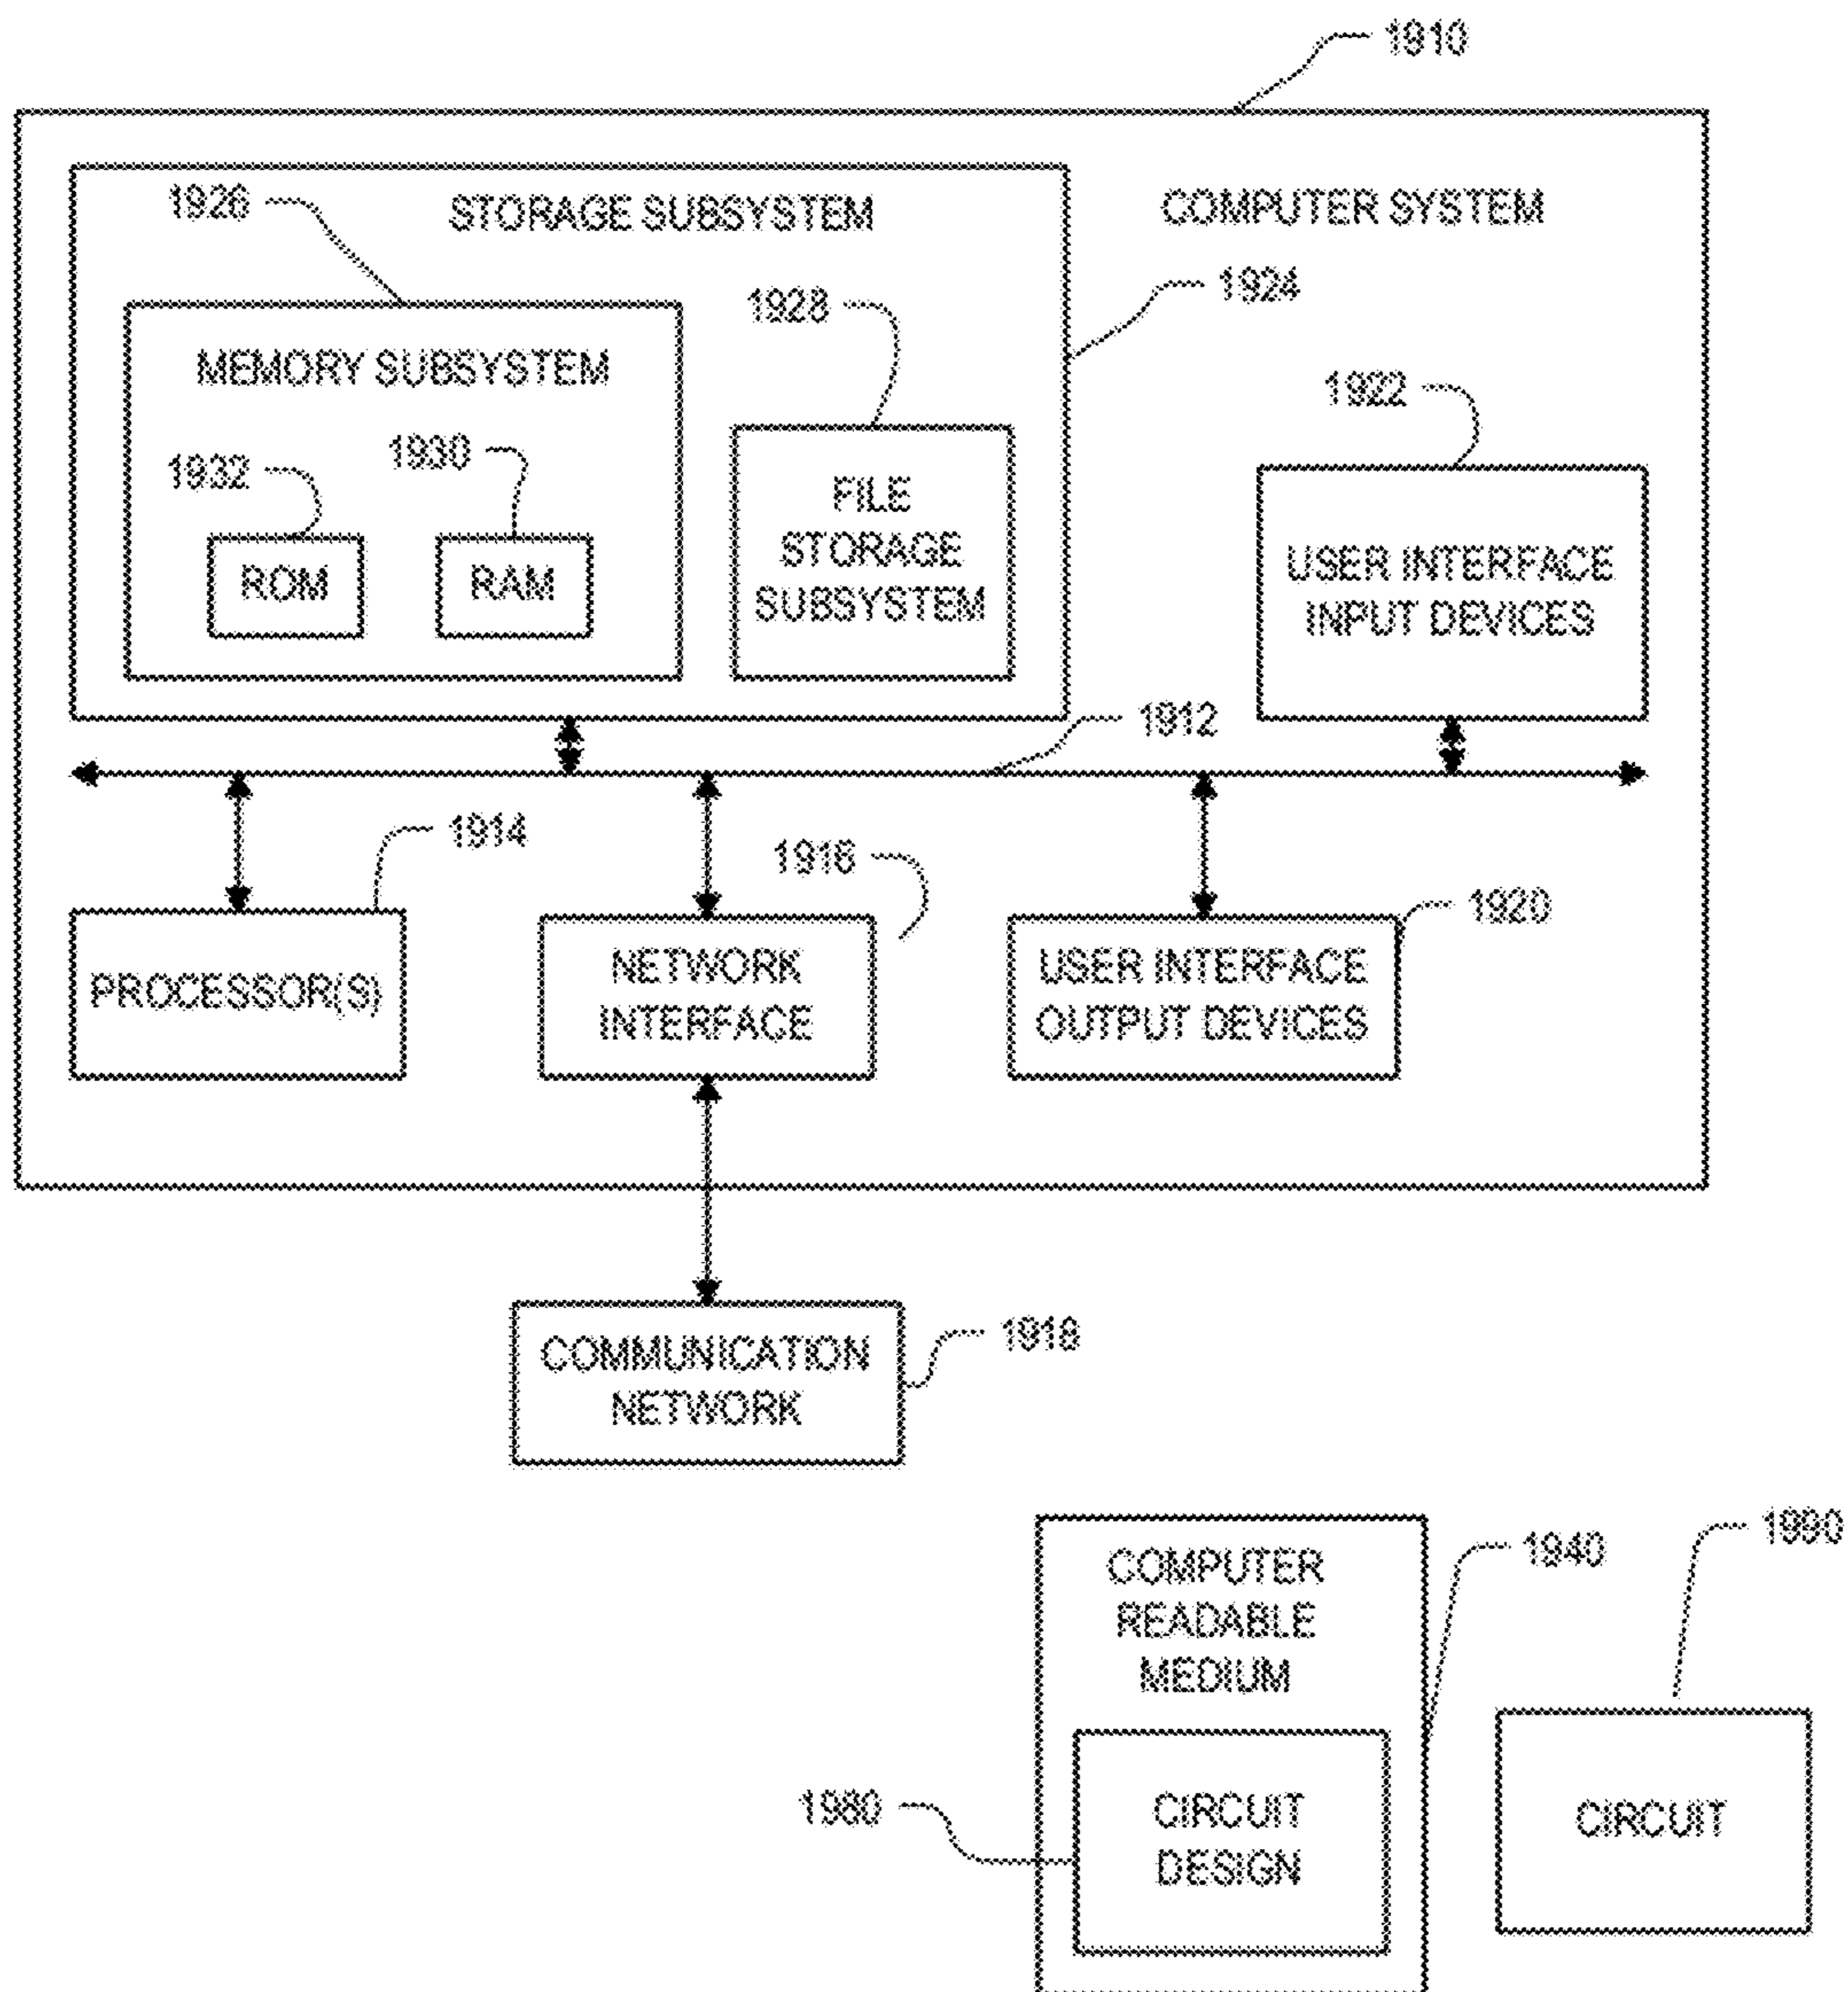 1910
1926
STORAGE SUBSYSTEM
COMPUTER SYSTEM
1924
1928
MEMORY SUBSYSTEM
1922
1932
1930
FILE
STORAGE
SUBSYSTEM
ROM
RAM
USER INTERFACE
INPUT DEVICES
1912
1914
1916
1920
PROCESSOR(S)
NETWORK
INTERFACE
USER INTERFACE
OUTPUT DEVICES
1918
COMMUNICATION
NETWORK
1990
1940
COMPUTER
READABLE
MEDIUM
1980
CIRCUIT
DESIGN
CIRCUIT